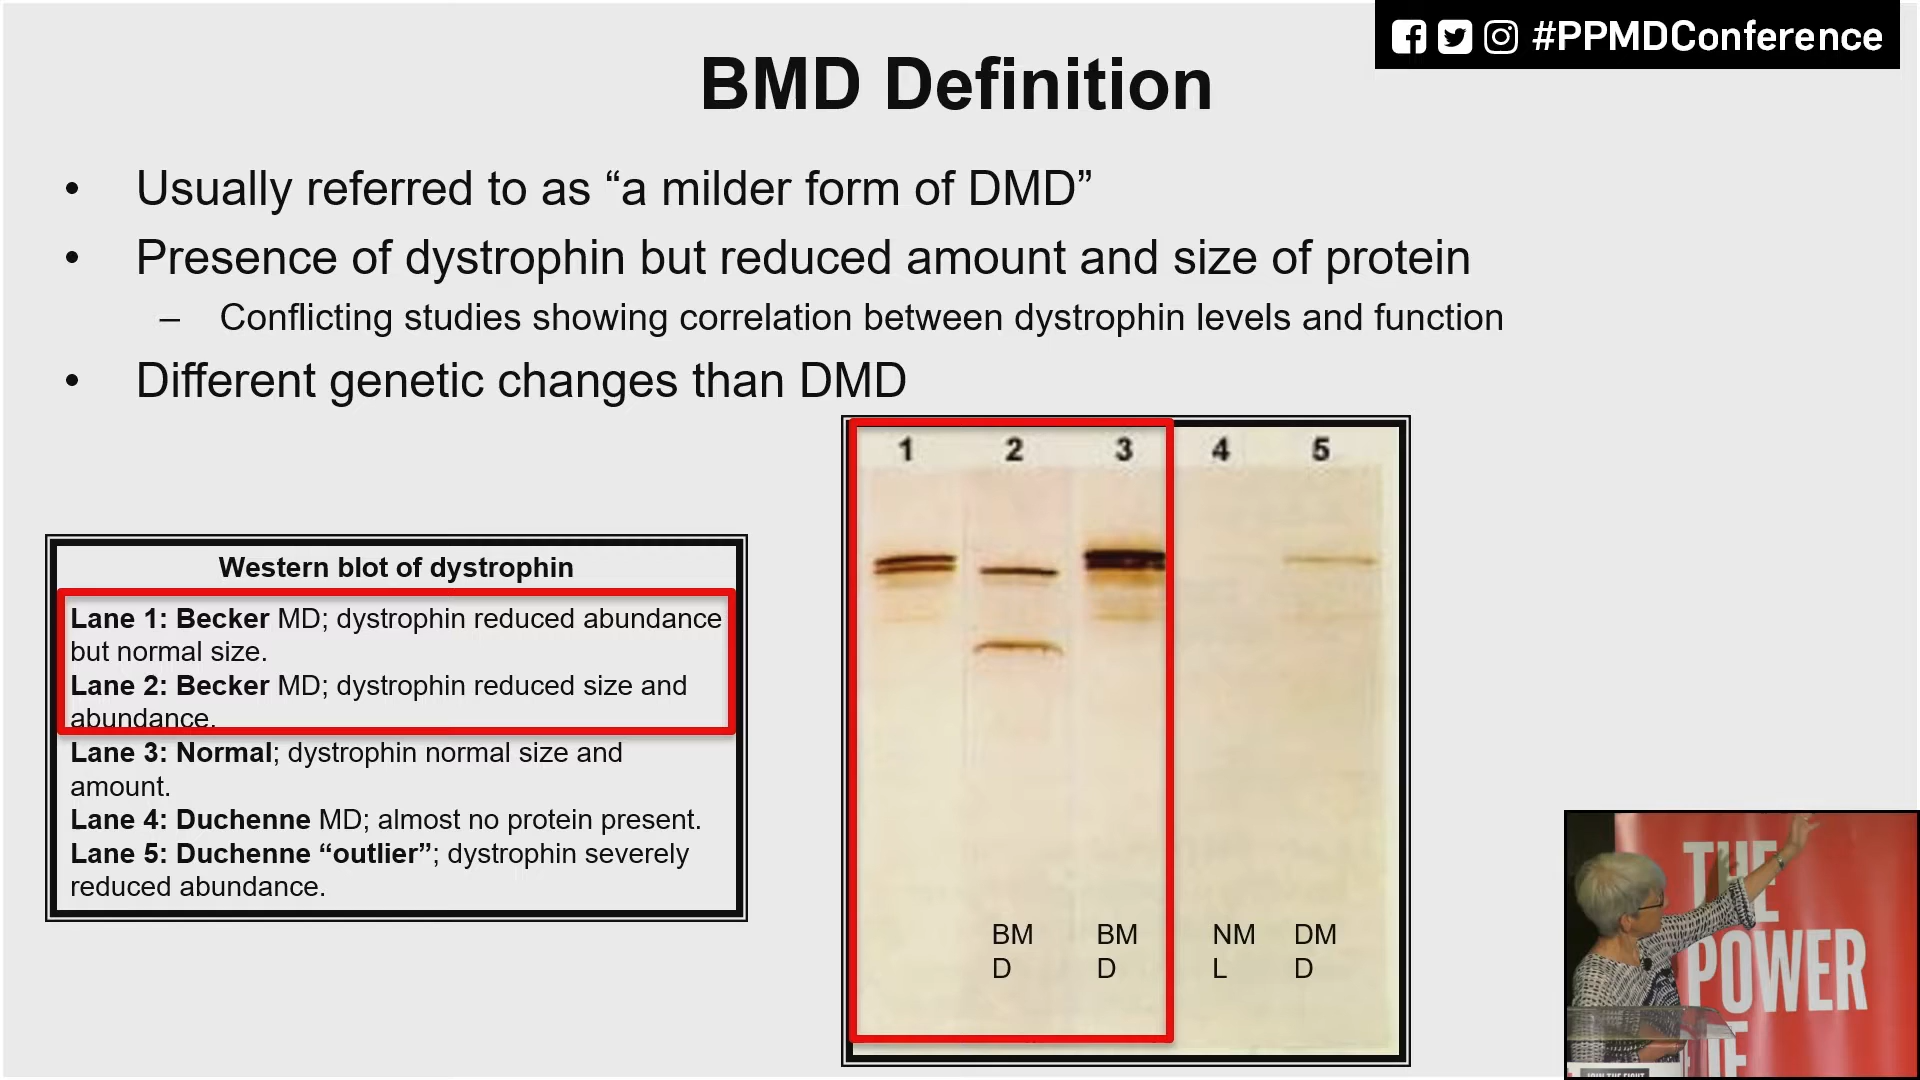 #PPMDConference
BMD Definition
• Usually referred to as “a milder form of DMD”
• Presence of dystrophin but reduced amount and size of protein
– Conflicting studies showing correlation between dystrophin levels and function
• Different genetic changes than DMD
Western blot of dystrophin
Lane 1: Becker MD; dystrophin reduced abundance
but normal size.
Lane 2: Becker MD; dystrophin reduced size and
abundance.
Lane 3: Normal; dystrophin normal size and
amount.
Lane 4: Duchenne MD; almost no protein present.
Lane 5: Duchenne “outlier”; dystrophin severely
reduced abundance.
1 2 3 4 5
BM BM NM DM
D D L D
THE
POWER
JOIN THE FIGHT